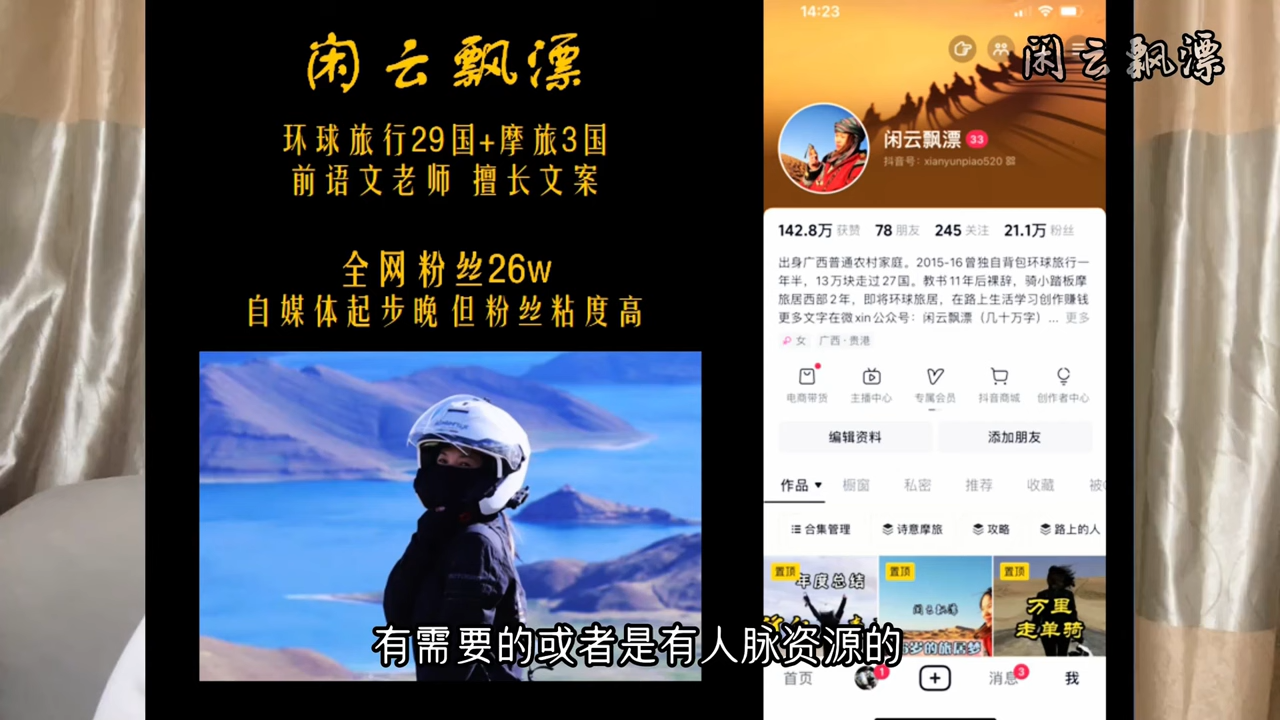 闲云飘漂
环球旅行29国+摩旅3国
前语文老师 擅长文案
全网粉丝26w
自媒体起步晚但粉丝粘度高
14:23
闲云飘漂
闲云飘漂 33
抖音号：xianyunpiao520
142.8万 获赞 78 朋友 245 关注 21.1万 粉丝
出身广西普通农村家庭。2015-16曾独自背包环球旅行一
年半，13万块走过27国。教书11年后裸辞，骑小踏板摩
旅居西部2年，即将环球旅居，在路上生活学习创作赚钱
更多文字在微xin公众号：闲云飘漂（几十万字）... 更多
女 广西·贵港
电商带货 主播中心 专属会员 抖音商城 创作者中心
编辑资料 添加朋友
作品 橱窗 私密 推荐 收藏
合集管理 诗意摩旅 攻略 路上的人
置顶 年度总结
置顶 闲云飘漂
岁的旅居梦
置顶
万里
走单骑
有需要的或者是有人脉资源的
首页 1 消息 3 我